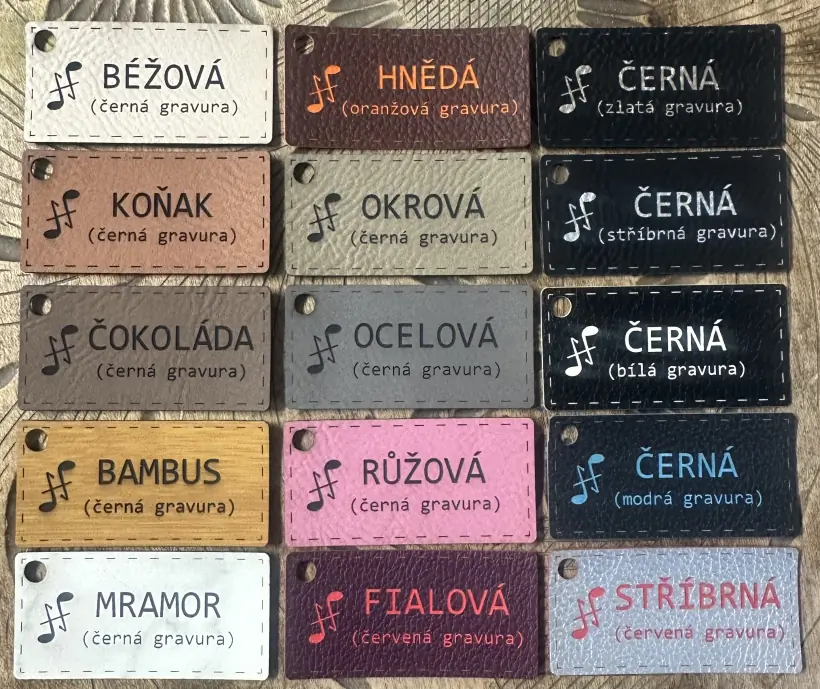 BÉŽOVÁ
(černá gravura)
HNĚDÁ
(oranžová gravura)
ČERNÁ
(zlatá gravura)
KOŇAK
(černá gravura)
OKROVÁ
(černá gravura)
ČERNÁ
(stříbrná gravura)
ČOKOLÁDA
(černá gravura)
OCELOVÁ
(černá gravura)
ČERNÁ
(bílá gravura)
BAMBUS
(černá gravura)
RŮŽOVÁ
(černá gravura)
ČERNÁ
(modrá gravura)
MRAMOR
(černá gravura)
FIALOVÁ
(červená gravura)
STŘÍBRNÁ
(červená gravura)